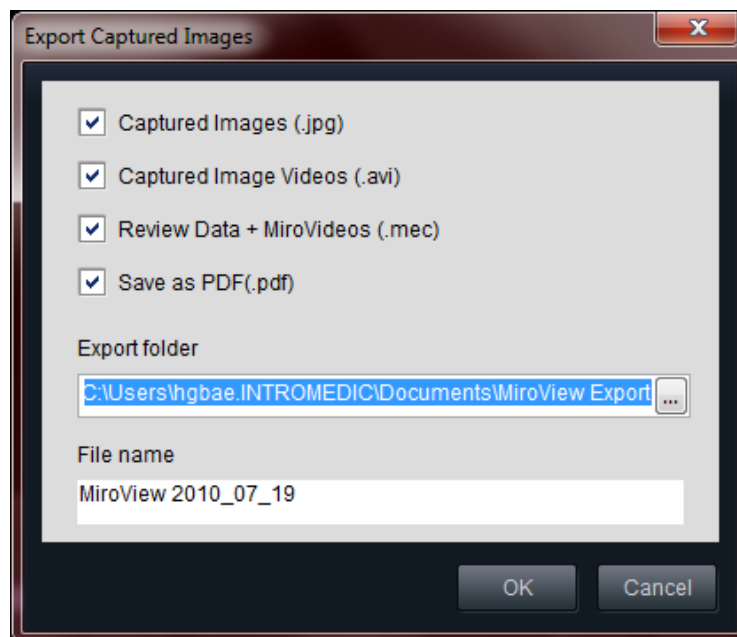 Export Captured Images
Captured Images (.jpg)
Captured Image Videos (.avi)
Review Data + MiroVideos (.mec)
Save as PDF(.pdf)
Export folder
C:\Users\hgbae.INTROMEDIC\Documents\MiroView Export
...
File name
MiroView 2010_07_19
OK
Cancel